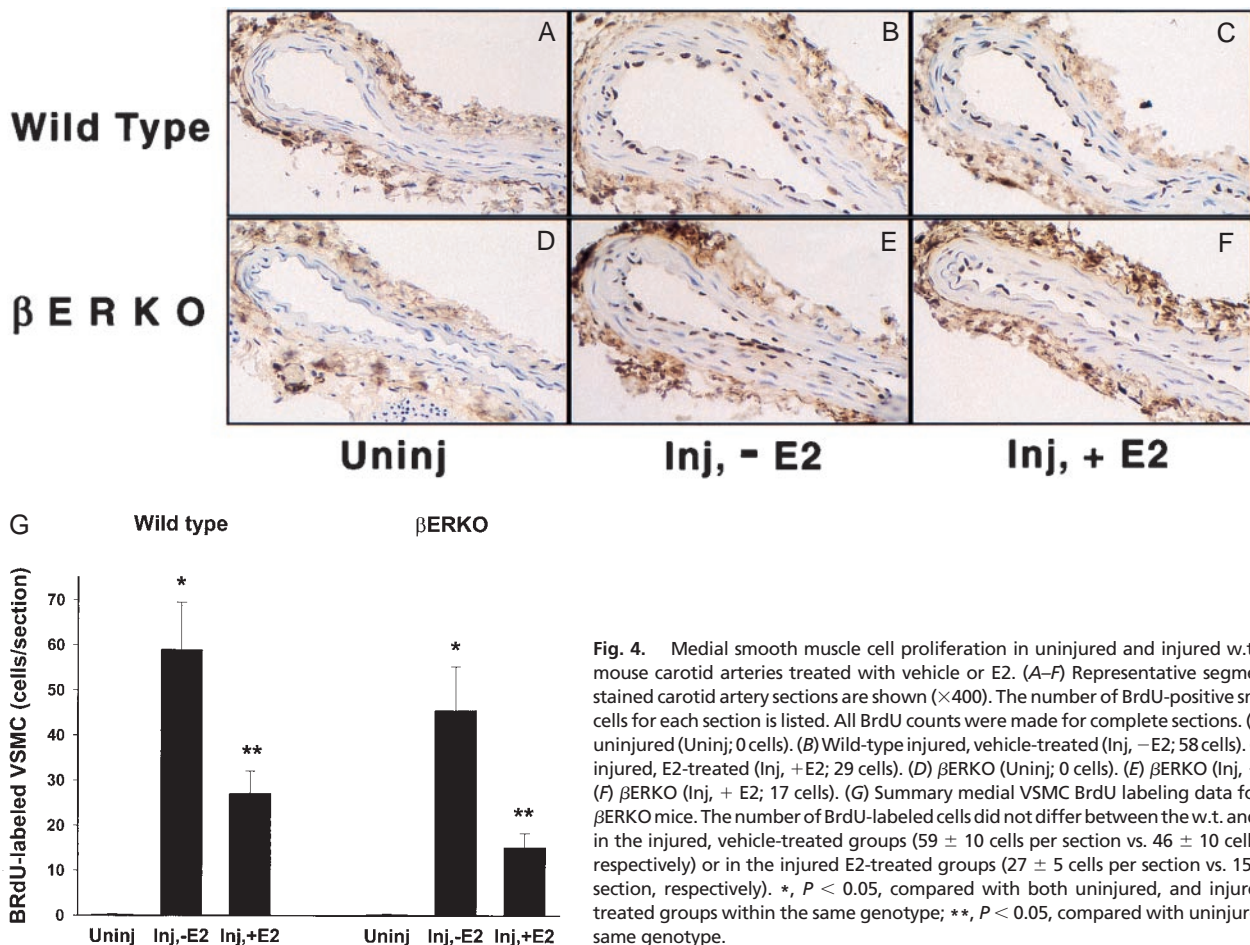 A
B
C
Wild Type
D
E
F
βERKO
Uninj
Inj, - E2
Inj, + E2
G
Wild type
βERKO
BRdU-labeled VSMC (cells/section)
70
60
50
40
30
20
10
0
*
**
*
**
Uninj
Inj,-E2
Inj,+E2
Uninj
Inj,-E2
Inj,+E2
Fig. 4. Medial smooth muscle cell proliferation in uninjured and injured w.t
mouse carotid arteries treated with vehicle or E2. (A–F) Representative segme
stained carotid artery sections are shown (×400). The number of BrdU-positive sm
cells for each section is listed. All BrdU counts were made for complete sections. (
uninjured (Uninj; 0 cells). (B) Wild-type injured, vehicle-treated (Inj, −E2; 58 cells).
injured, E2-treated (Inj, +E2; 29 cells). (D) βERKO (Uninj; 0 cells). (E) βERKO (Inj,
(F) βERKO (Inj, + E2; 17 cells). (G) Summary medial VSMC BrdU labeling data fo
βERKO mice. The number of BrdU-labeled cells did not differ between the w.t. and
in the injured, vehicle-treated groups (59 ± 10 cells per section vs. 46 ± 10 cell
respectively) or in the injured E2-treated groups (27 ± 5 cells per section vs. 15
section, respectively). *, P < 0.05, compared with both uninjured, and injure
treated groups within the same genotype; **, P < 0.05, compared with uninjur
same genotype.